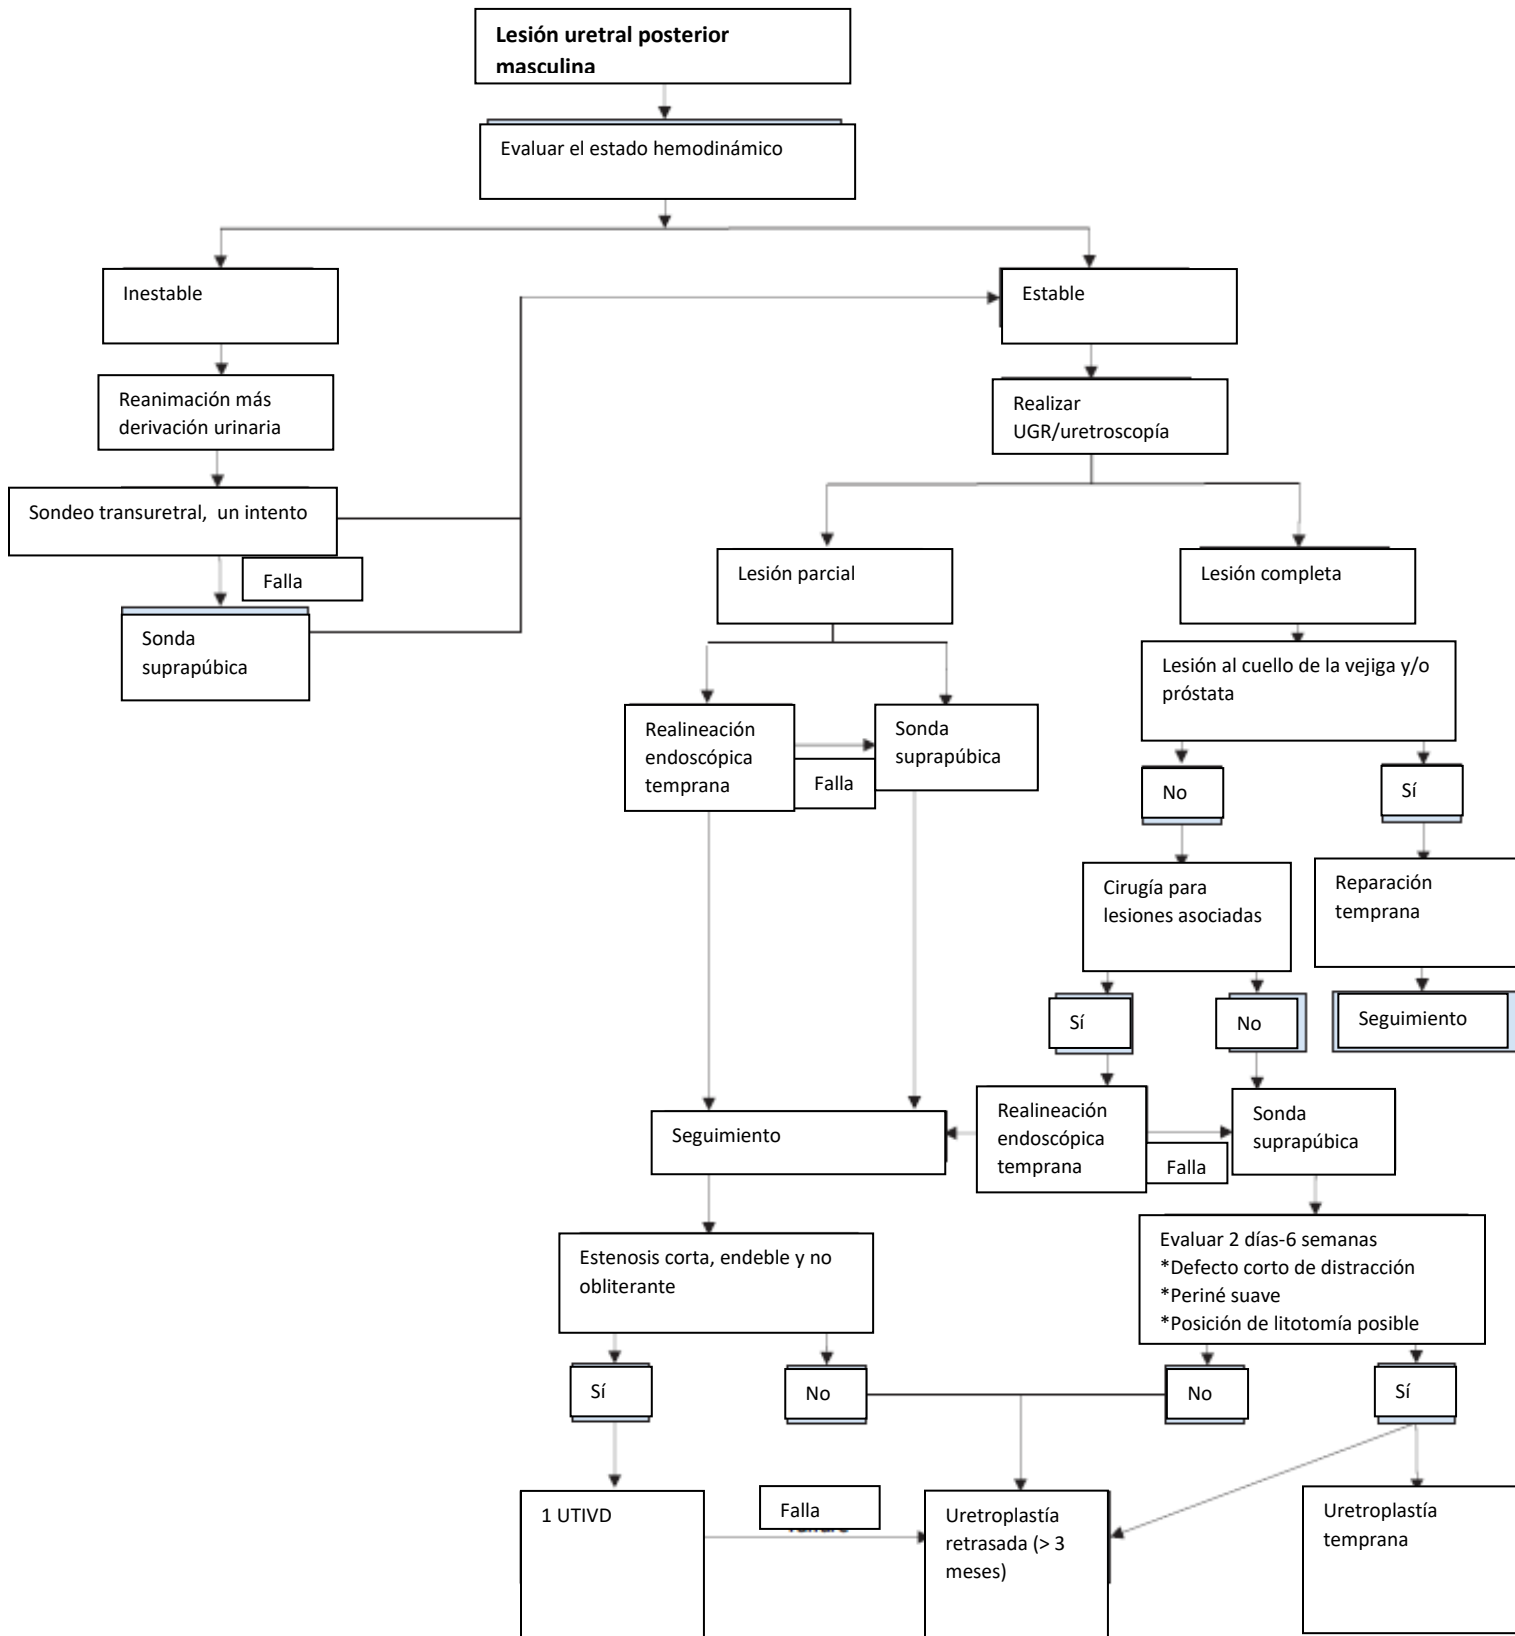 Lesión uretral posterior
masculina
Evaluar el estado hemodinámico
Inestable
Estable
Reanimación más
derivación urinaria
Realizar
UGR/uretroscopía
Sondeo transuretral, un intento
Falla
Sonda
suprapúbica
Lesión parcial
Lesión completa
Lesión al cuello de la vejiga y/o
próstata
Realineación
endoscópica
temprana
Falla
Sonda
suprapúbica
No
Sí
Cirugía para
lesiones asociadas
Reparación
temprana
Sí
No
Seguimiento
Seguimiento
Realineación
endoscópica
temprana
Falla
Sonda
suprapúbica
Estenosis corta, endeble y no
obliterante
Evaluar 2 días-6 semanas
*Defecto corto de distracción
*Periné suave
*Posición de litotomía posible
Sí
No
No
Sí
1 UTIVD
Falla
Uretroplastía
retrasada (> 3
meses)
Uretroplastía
temprana